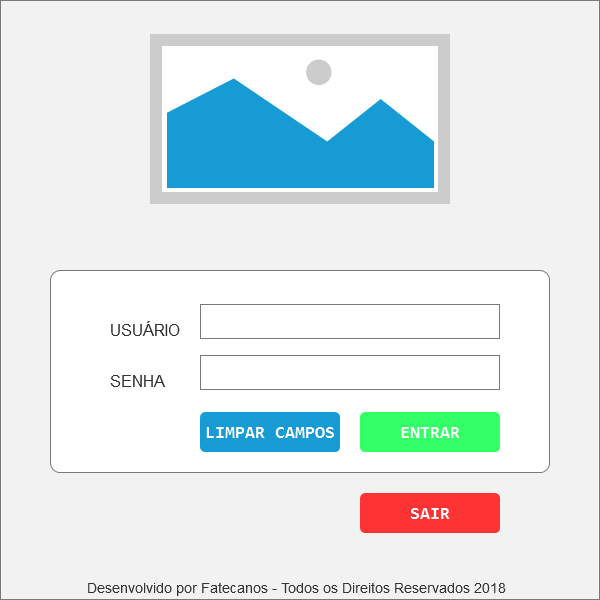 USUÁRIO
SENHA
LIMPAR CAMPOS ENTRAR
SAIR
Desenvolvido por Fatecanos - Todos os Direitos Reservados 2018